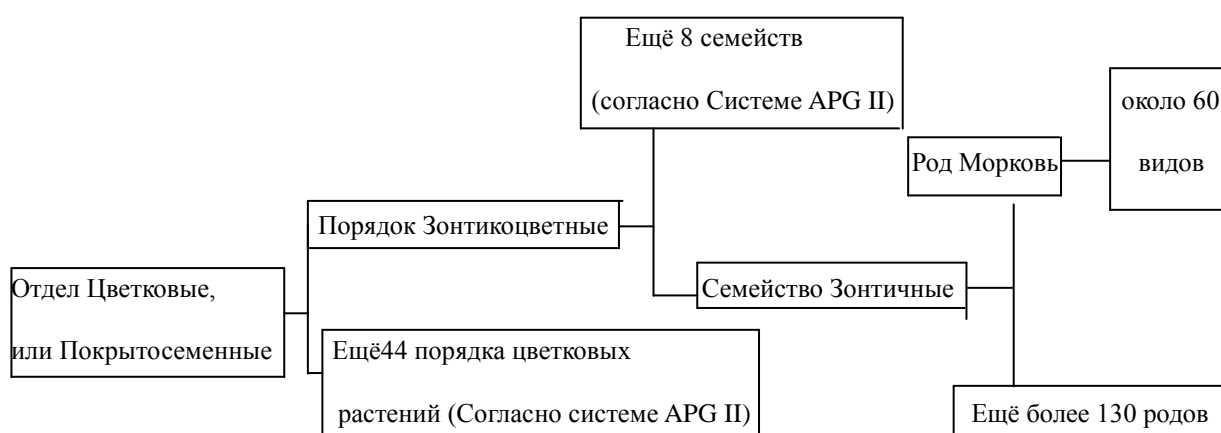 Ещё 8 семейств
(согласно Системе APG II)
около 60
видов
Род Морковь
Порядок Зонтикоцветные
Семейство Зонтичные
Отдел Цветковые,
или Покрытосеменные
Ещё44 порядка цветковых
растений (Согласно системе APG II)
Ещё более 130 родов